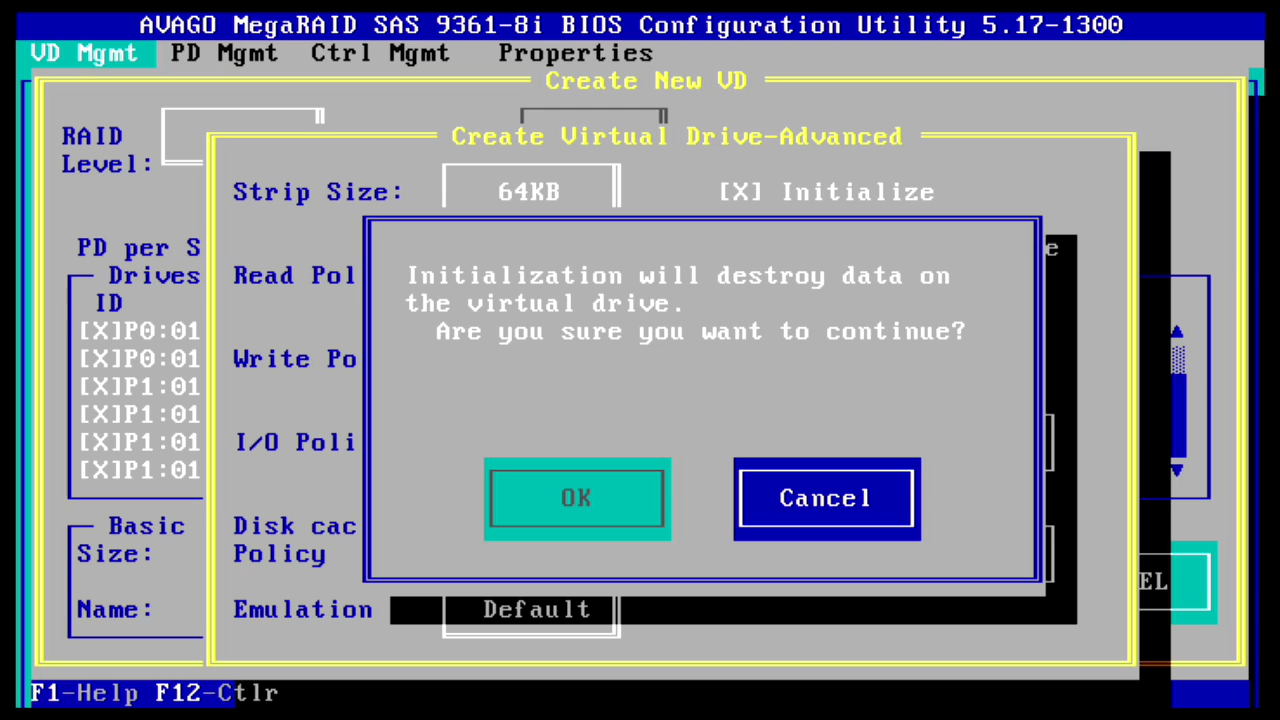 AVAGO MegaRAID SAS 9361-8i BIOS Configuration Utility 5.17-1300
VD Mgmt PD Mgmt Ctrl Mgmt Properties
Create New VD
RAID
Level:
Create Virtual Drive-Advanced
Strip Size: 64KB [X] Initialize
PD per S
Drives
ID
[X]P0:01
[X]P0:01
[X]P1:01
[X]P1:01
[X]P1:01
[X]P1:01
Read Pol
Write Po
I/O Poli
Initialization will destroy data on
the virtual drive.
Are you sure you want to continue?
OK Cancel
e
Basic
Size:
Name:
Disk cac
Policy
Emulation Default
EL
F1-Help F12-Ctlr